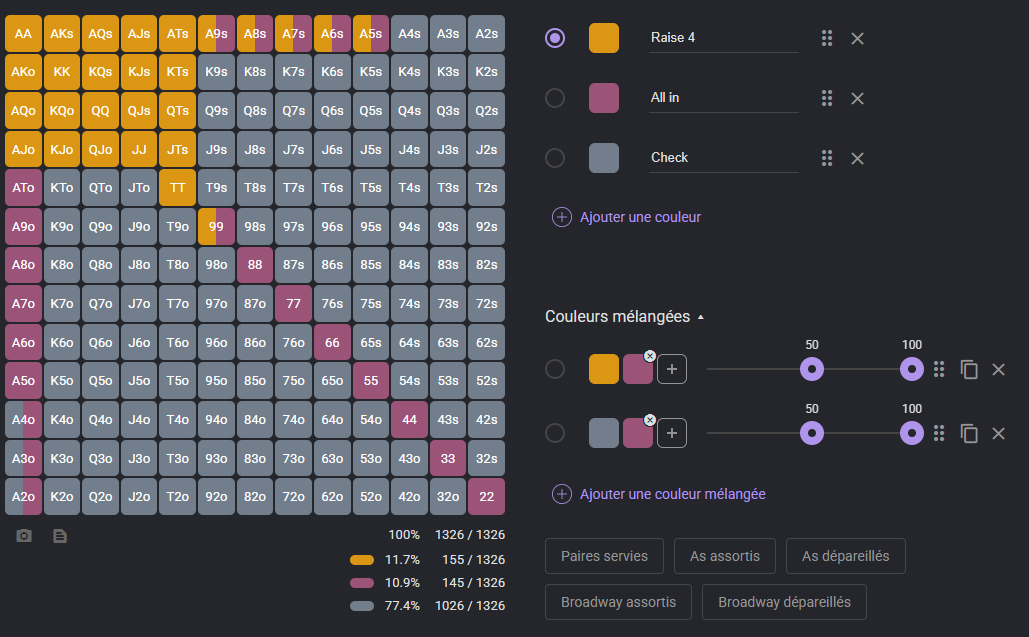 AA AKs AQs AJs ATs A9s A8s A7s A6s A5s A4s A3s A2s
AKo KK KQs KJs KTs K9s K8s K7s K6s K5s K4s K3s K2s
AQo KQo QQ QJs QTs Q9s Q8s Q7s Q6s Q5s Q4s Q3s Q2s
AJo KJo QJo JJ JTs J9s J8s J7s J6s J5s J4s J3s J2s
ATo KTo QTo JTo TT T9s T8s T7s T6s T5s T4s T3s T2s
A9o K9o Q9o J9o T9o 99 98s 97s 96s 95s 94s 93s 92s
A8o K8o Q8o J8o T8o 98o 88 87s 86s 85s 84s 83s 82s
A7o K7o Q7o J7o T7o 97o 87o 77 76s 75s 74s 73s 72s
A6o K6o Q6o J6o T6o 96o 86o 76o 66 65s 64s 63s 62s
A5o K5o Q5o J5o T5o 95o 85o 75o 65o 55 54s 53s 52s
A4o K4o Q4o J4o T4o 94o 84o 74o 64o 54o 44 43s 42s
A3o K3o Q3o J3o T3o 93o 83o 73o 63o 53o 43o 33 32s
A2o K2o Q2o J2o T2o 92o 82o 72o 62o 52o 42o 32o 22
100% 1326 / 1326
11.7% 155 / 1326
10.9% 145 / 1326
77.4% 1026 / 1326
Raise 4
All in
Check
Ajouter une couleur
Couleurs mélangées
50 100
50 100
Ajouter une couleur mélangée
Paires servies As assortis As dépareillés
Broadway assortis Broadway dépareillés